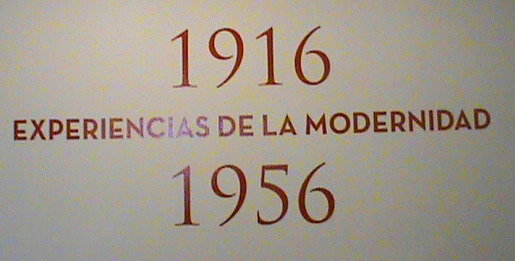 1916
EXPERIENCIAS DE LA MODERNIDAD
1956